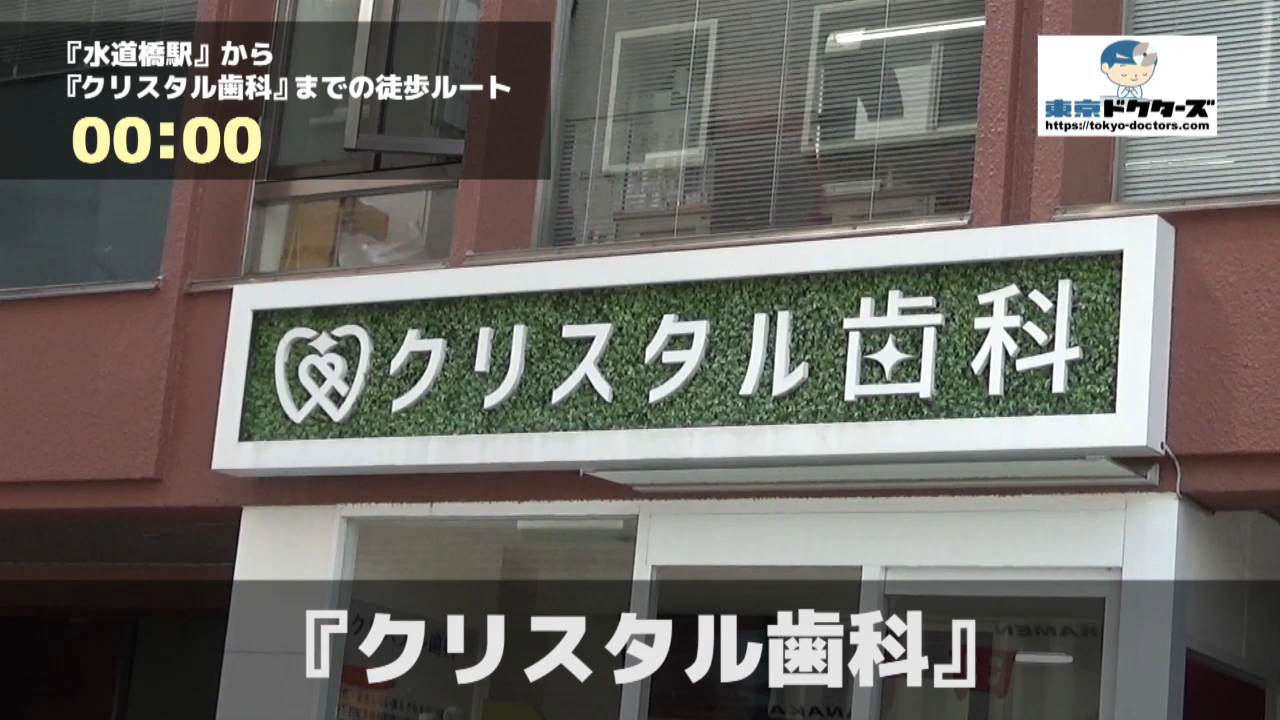 『水道橋駅』から
『クリスタル歯科』までの徒歩ルート
00:00
東京ドクターズ
https://tokyo-doctors.com
クリスタル歯科
『クリスタル歯科』